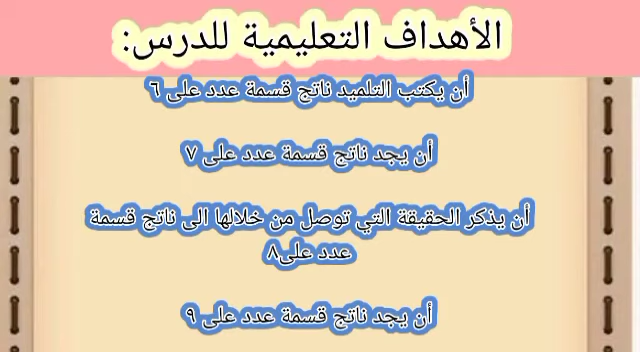 الأهداف التعليمية للدرس:
أن يكتب التلميد ناتج قسمة عدد على ٦
أن يجد ناتج قسمة عدد على ٧
أن يذكر الحقيقة التي توصل من خلالها الى ناتج قسمة
عدد على٨
أن يجد ناتج قسمة عدد على ٩